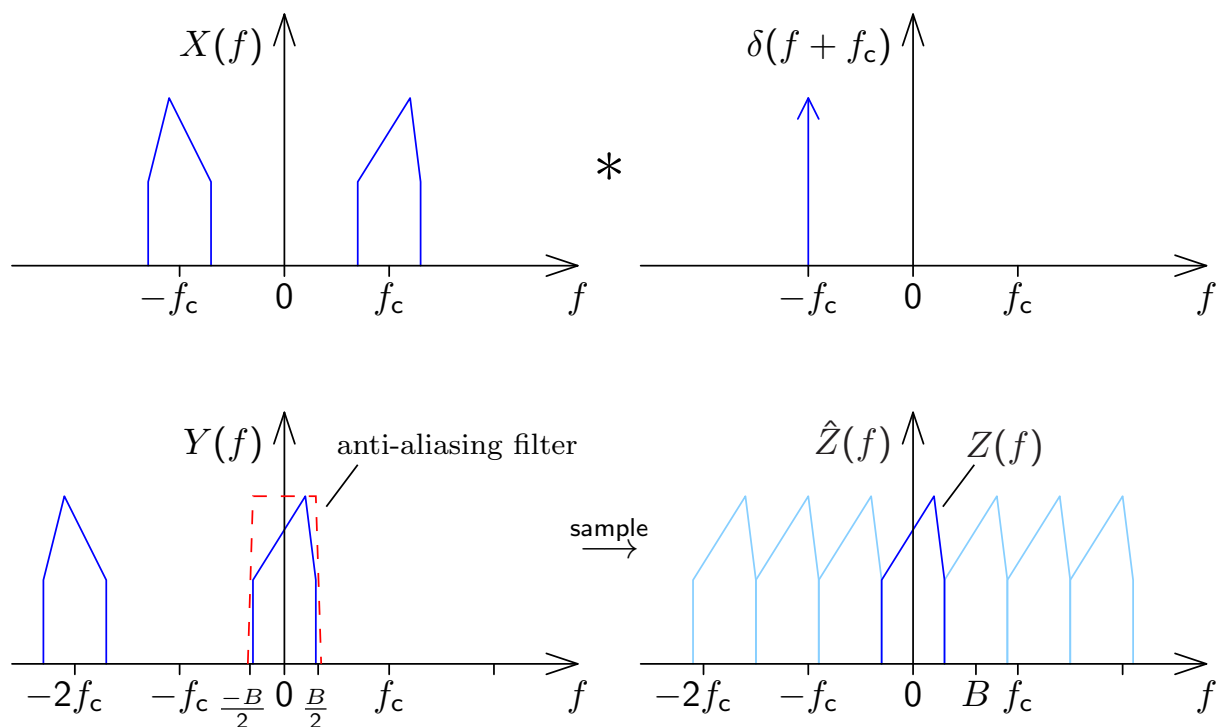 X(f)
δ(f + f_c)
*
−f_c 0 f_c f
−f_c 0 f_c f
Y(f)
anti-aliasing filter
Ẑ(f)
Z(f)
sample
→
−2f_c −f_c −B/2 0 B/2 f_c f
−2f_c −f_c 0 B f_c f